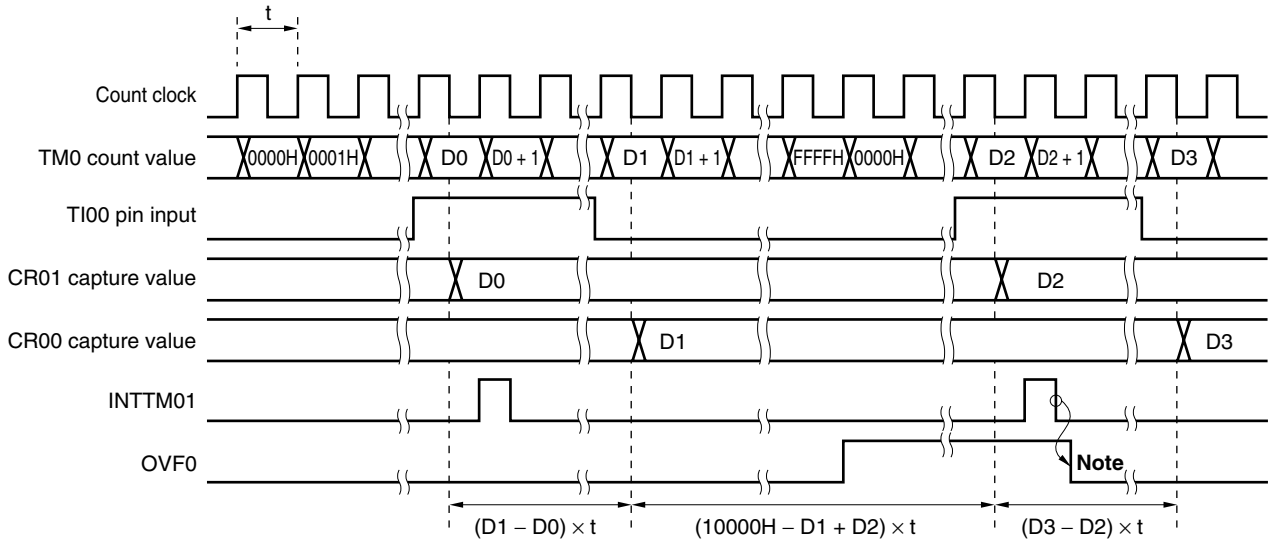 t
Count clock
TM0 count value 0000H 0001H D0 D0 + 1 D1 D1 + 1 FFFFH 0000H D2 D2 + 1 D3
TI00 pin input
CR01 capture value D0 D2
CR00 capture value D1 D3
INTTM01
OVF0 Note
(D1 − D0) × t (10000H − D1 + D2) × t (D3 − D2) × t